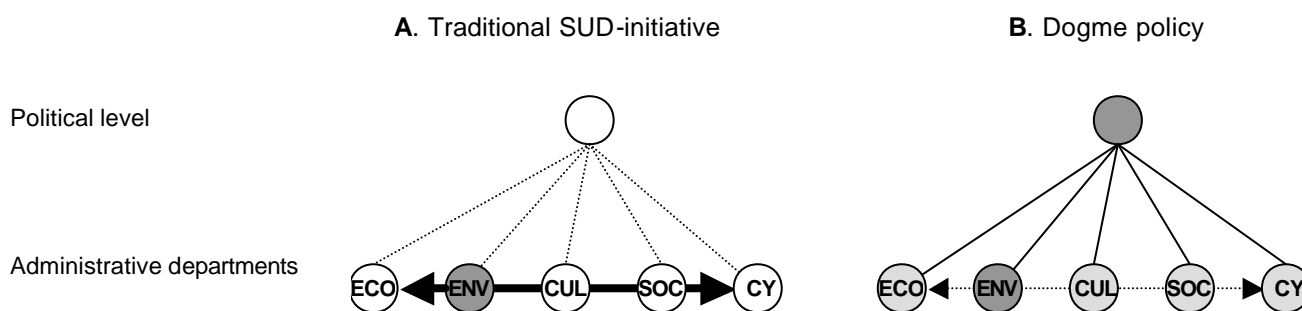 A. Traditional SUD-initiative
B. Dogme policy
Political level
Administrative departments
ECO ENV CUL SOC CY
ECO ENV CUL SOC CY